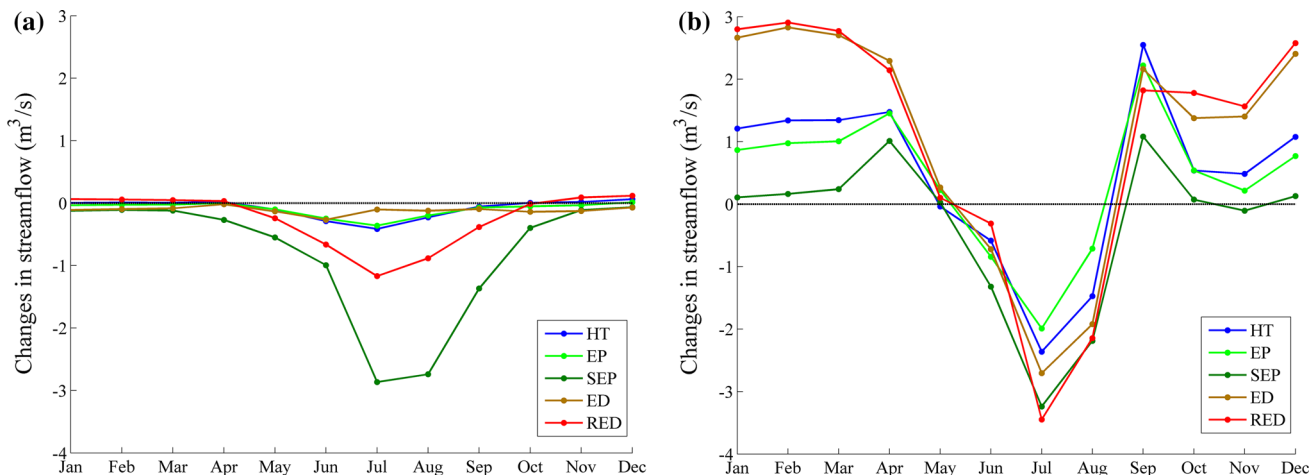 (a)
Changes in streamflow (m³/s)
3
2
1
0
-1
-2
-3
-4
Jan Feb Mar Apr May Jun Jul Aug Sep Oct Nov Dec
HT
EP
SEP
ED
RED
(b)
Changes in streamflow (m³/s)
3
2
1
0
-1
-2
-3
-4
Jan Feb Mar Apr May Jun Jul Aug Sep Oct Nov Dec
HT
EP
SEP
ED
RED